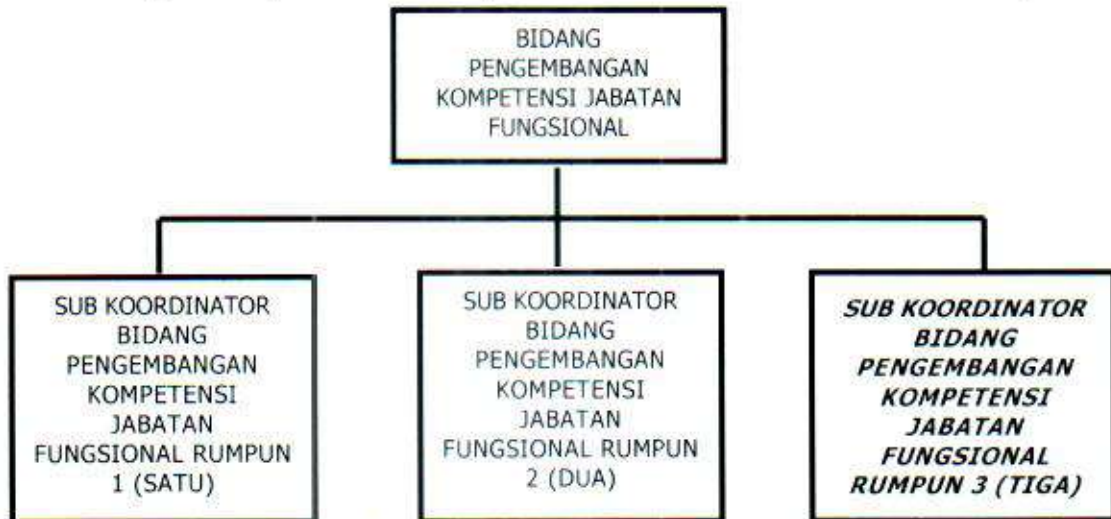 BIDANG
PENGEMBANGAN
KOMPETENSI JABATAN
FUNGSIONAL
SUB KOORDINATOR
BIDANG
PENGEMBANGAN
KOMPETENSI
JABATAN
FUNGSIONAL RUMPUN
1 (SATU)
SUB KOORDINATOR
BIDANG
PENGEMBANGAN
KOMPETENSI
JABATAN
FUNGSIONAL RUMPUN
2 (DUA)
SUB KOORDINATOR
BIDANG
PENGEMBANGAN
KOMPETENSI
JABATAN
FUNGSIONAL
RUMPUN 3 (TIGA)